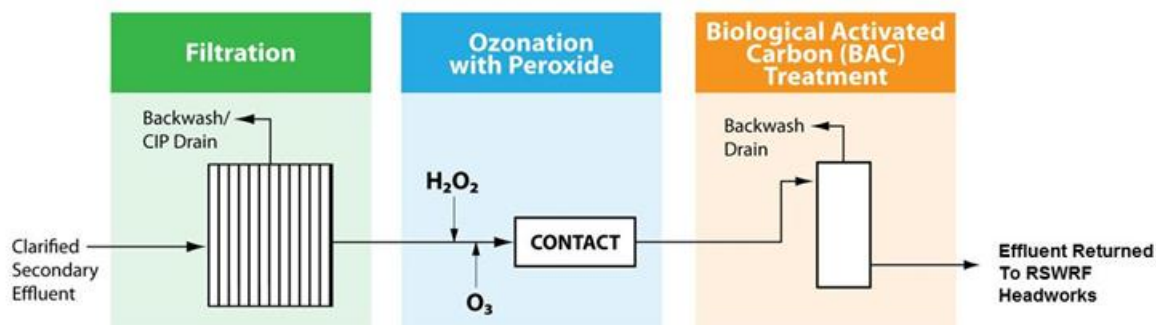 Filtration
Ozonation
with Peroxide
Biological Activated
Carbon (BAC)
Treatment
Backwash/
CIP Drain
Clarified
Secondary
Effluent
H₂O₂
O₃
CONTACT
Backwash
Drain
Effluent Returned
To RSWRF
Headworks